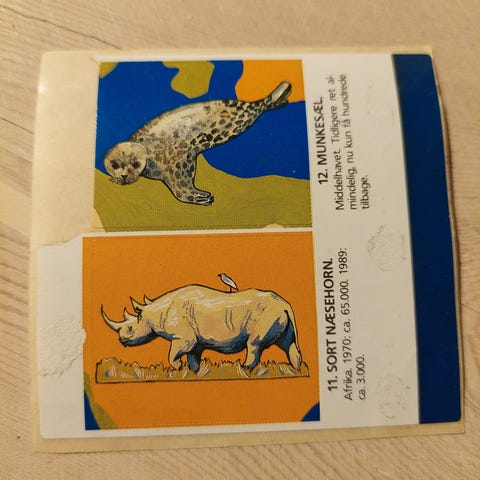 11. SORT NÆSEHORN.
Afrika. 1970: ca. 65.000. 1989:
ca. 3.000.
12. MUNKESÆL.
Middelhavet. Tidligere ret al-
mindelig, nu kun få hundrede
tilbage.